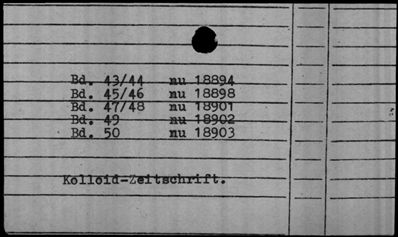 Bd. 43/44 nu 18894
Bd. 45/46 nu 18898
Bd. 47/48 nu 18901
Bd. 49 nu 18902
Bd. 50 nu 18903
Kolloid-Zeitschrift.